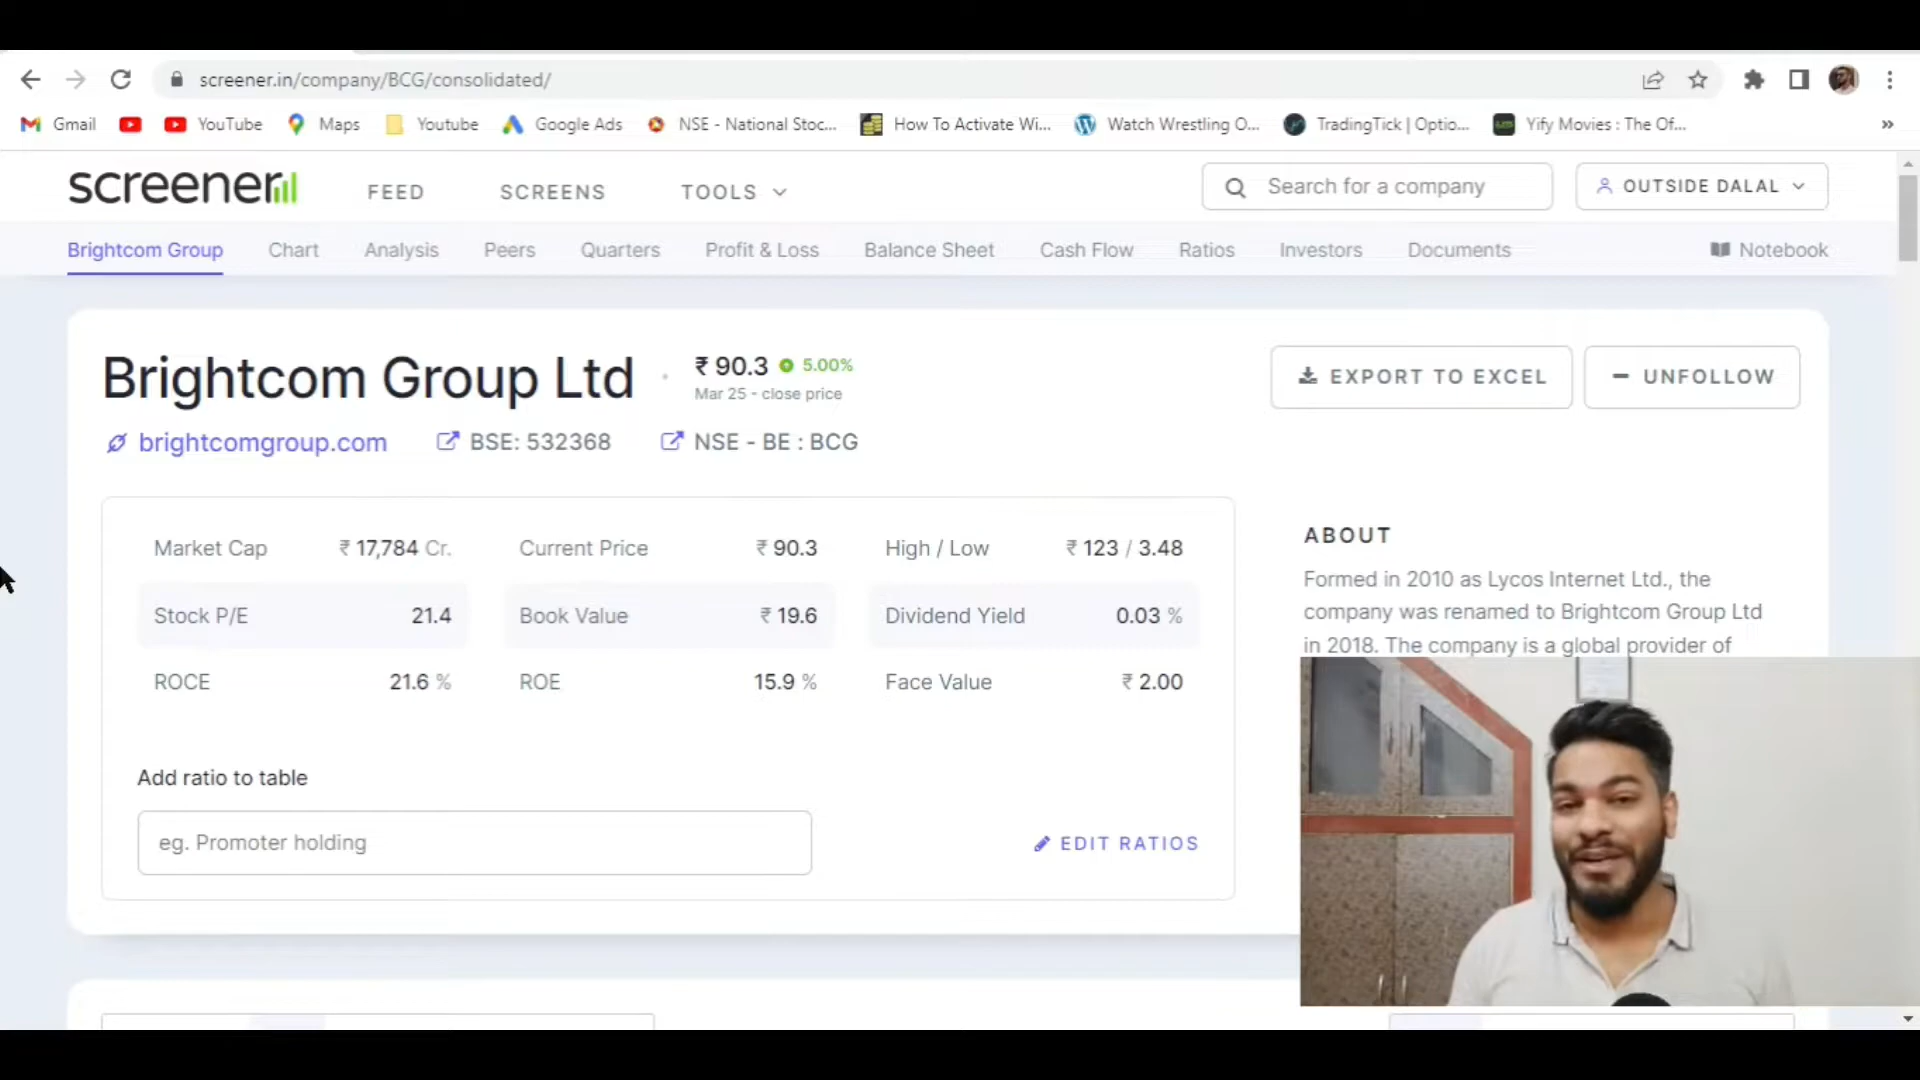 screener.in/company/BCG/consolidated/
Gmail YouTube Maps Youtube Google Ads NSE - National Stoc... How To Activate Wi... Watch Wrestling O... TradingTick | Optio... Yify Movies : The Of... »
screener FEED SCREENS TOOLS Search for a company OUTSIDE DALAL
Brightcom Group Chart Analysis Peers Quarters Profit & Loss Balance Sheet Cash Flow Ratios Investors Documents Notebook
Brightcom Group Ltd · ₹ 90.3 5.00% EXPORT TO EXCEL UNFOLLOW
Mar 25 - close price
brightcomgroup.com BSE: 532368 NSE - BE : BCG
Market Cap ₹ 17,784 Cr. Current Price ₹ 90.3 High / Low ₹ 123 / 3.48
Stock P/E 21.4 Book Value ₹ 19.6 Dividend Yield 0.03 %
ROCE 21.6 % ROE 15.9 % Face Value ₹ 2.00
Add ratio to table
eg. Promoter holding EDIT RATIOS
ABOUT
Formed in 2010 as Lycos Internet Ltd., the
company was renamed to Brightcom Group Ltd
in 2018. The company is a global provider of